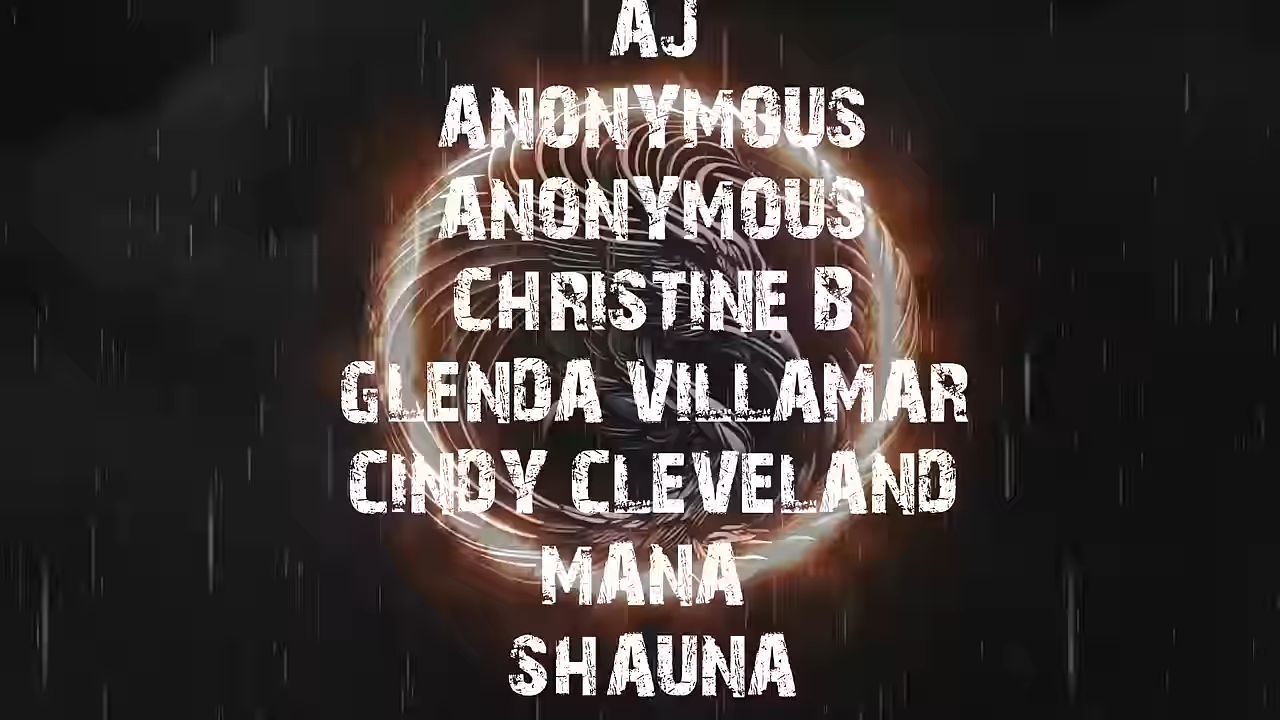 AJ
ANONYMOUS
ANONYMOUS
CHRISTINE B
GLENDA VILLAMAR
CINDY CLEVELAND
MANA
SHAUNA